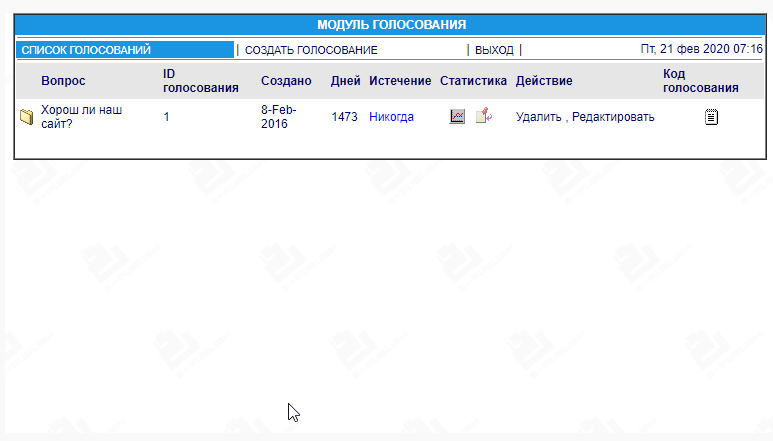 МОДУЛЬ ГОЛОСОВАНИЯ
СПИСОК ГОЛОСОВАНИЙ | СОЗДАТЬ ГОЛОСОВАНИЕ | ВЫХОД | Пт, 21 фев 2020 07:16
Вопрос ID голосования Создано Дней Истечение Статистика Действие Код голосования
Хорош ли наш сайт? 1 8-Feb-2016 1473 Никогда Удалить , Редактировать